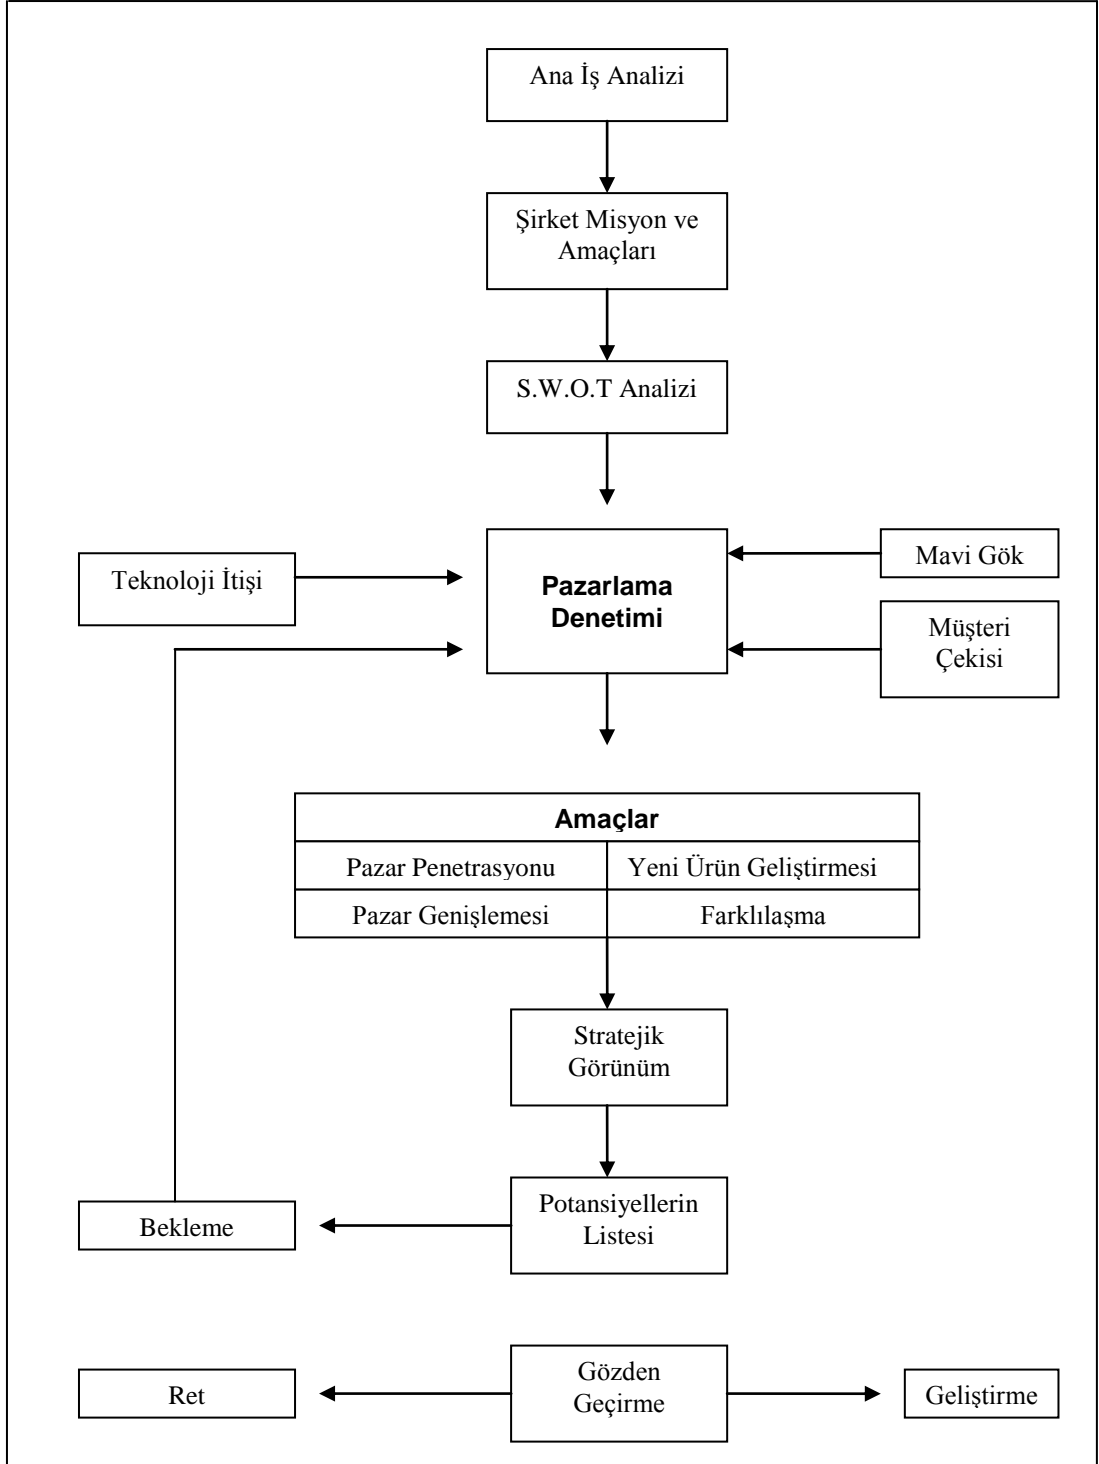 Ana İş Analizi
Şirket Misyon ve
Amaçları
S.W.O.T Analizi
Teknoloji İtişi
Pazarlama
Denetimi
Mavi Gök
Müşteri
Çekisi
Amaçlar
Pazar Penetrasyonu
Yeni Ürün Geliştirmesi
Pazar Genişlemesi
Farklılaşma
Stratejik
Görünüm
Bekleme
Potansiyellerin
Listesi
Ret
Gözden
Geçirme
Geliştirme